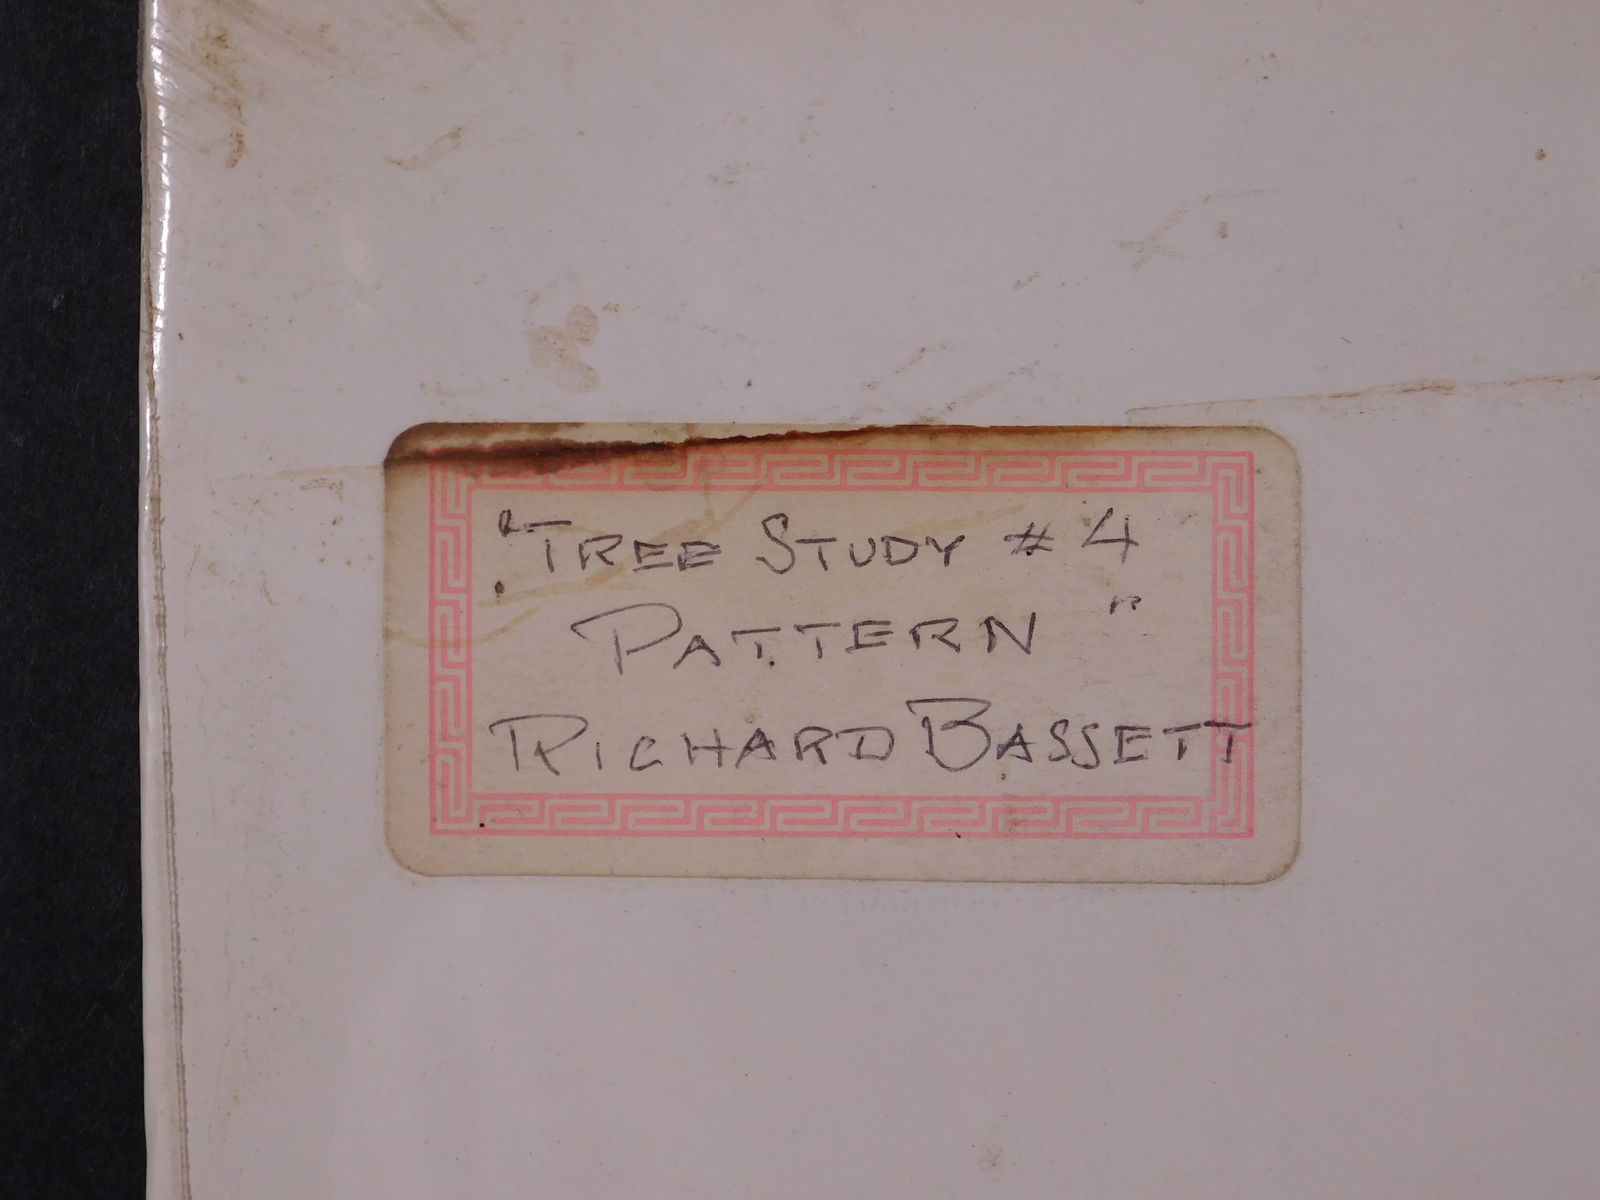 "TREE STUDY # 4
PATTERN "
RICHARD BASSETT